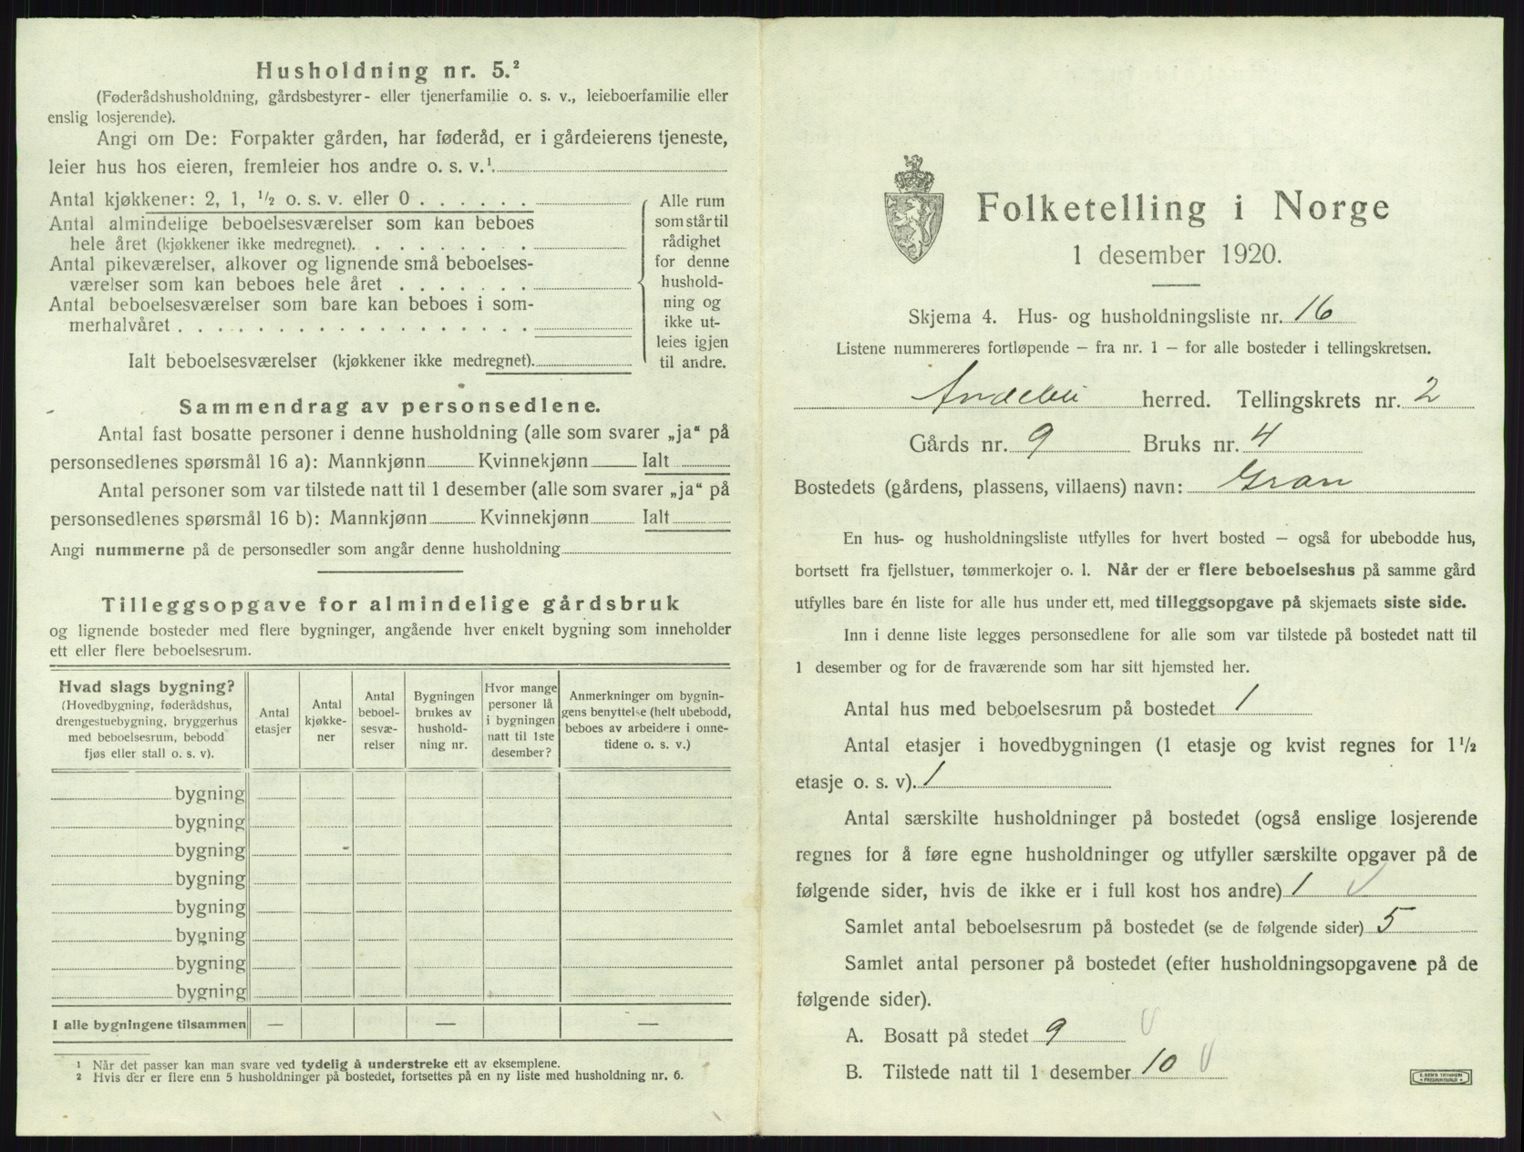 Husholdning nr. 5.²
(Føderådshusholdning, gårdsbestyrer- eller tjenerfamilie o. s. v., leieboerfamilie eller
enslig losjerende).
Angi om De: Forpakter gården, har føderåd, er i gårdeierens tjeneste,
leier hus hos eieren, fremleier hos andre o. s. v.¹
Antal kjøkkener: 2, 1, ½ o. s. v. eller 0
Antal almindelige beboelsesværelser som kan beboes
hele året (kjøkkener ikke medregnet).
Antal pikeværelser, alkover og lignende små beboelses-
værelser som kan beboes hele året
Antal beboelsesværelser som bare kan beboes i som-
merhalvåret
Ialt beboelsesværelser (kjøkkener ikke medregnet).
Alle rum
som står til
rådighet
for denne
hushold-
ning og
ikke ut-
leies igjen
til andre.
Sammendrag av personsedlene.
Antal fast bosatte personer i denne husholdning (alle som svarer „ja“ på
personsedlenes spørsmål 16 a): Mannkjønn Kvinnekjønn Ialt
Antal personer som var tilstede natt til 1 desember (alle som svarer „ja“ på
personsedlenes spørsmål 16 b): Mannkjønn Kvinnekjønn Ialt
Angi nummerne på de personsedler som angår denne husholdning
Tilleggsopgave for almindelige gårdsbruk
og lignende bosteder med flere bygninger, angående hver enkelt bygning som inneholder
ett eller flere beboelsesrum.
Hvad slags bygning?
(Hovedbygning, føderådshus,
drengestuebygning, bryggerhus
med beboelsesrum, bebodd
fjøs eller stall o. s. v).
Antal
etasjer
Antal
kjøkke-
ner
Antal
beboel-
sesvæ-
relser
Bygningen
brukes av
hushold-
ning nr.
Hvor mange
personer lå
i bygningen
natt til 1ste
desember?
Anmerkninger om bygnin-
gens benyttelse (helt ubebodd,
beboes av arbeidere i onne-
tidene o. s. v.)
bygning
bygning
bygning
bygning
bygning
bygning
bygning
bygning
I alle bygningene tilsammen — — —
¹ Når det passer kan man svare ved tydelig å understreke ett av eksemplene.
² Hvis der er flere enn 5 husholdninger på bostedet, fortsettes på en ny liste med husholdning nr. 6.
Folketelling i Norge
1 desember 1920.
Skjema 4. Hus- og husholdningsliste nr. 16
Listene nummereres fortløpende – fra nr. 1 – for alle bosteder i tellingskretsen.
Andebu herred. Tellingskrets nr. 2
Gårds nr. 9 Bruks nr. 4
Bostedets (gårdens, plassens, villaens) navn: Gran
En hus- og husholdningsliste utfylles for hvert bosted – også for ubebodde hus,
bortsett fra fjellstuer, tømmerkojer o. l. Når der er flere beboelseshus på samme gård
utfylles bare én liste for alle hus under ett, med tilleggsopgave på skjemaets siste side.
Inn i denne liste legges personsedlene for alle som var tilstede på bostedet natt til
1 desember og for de fraværende som har sitt hjemsted her.
Antal hus med beboelsesrum på bostedet 1
Antal etasjer i hovedbygningen (1 etasje og kvist regnes for 1½
etasje o. s. v). 1
Antal særskilte husholdninger på bostedet (også enslige losjerende
regnes for å føre egne husholdninger og utfyller særskilte opgaver på de
følgende sider, hvis de ikke er i full kost hos andre) 1
Samlet antal beboelsesrum på bostedet (se de følgende sider) 5
Samlet antal personer på bostedet (efter husholdningsopgavene på de
følgende sider).
A. Bosatt på stedet 9
B. Tilstede natt til 1 desember 10